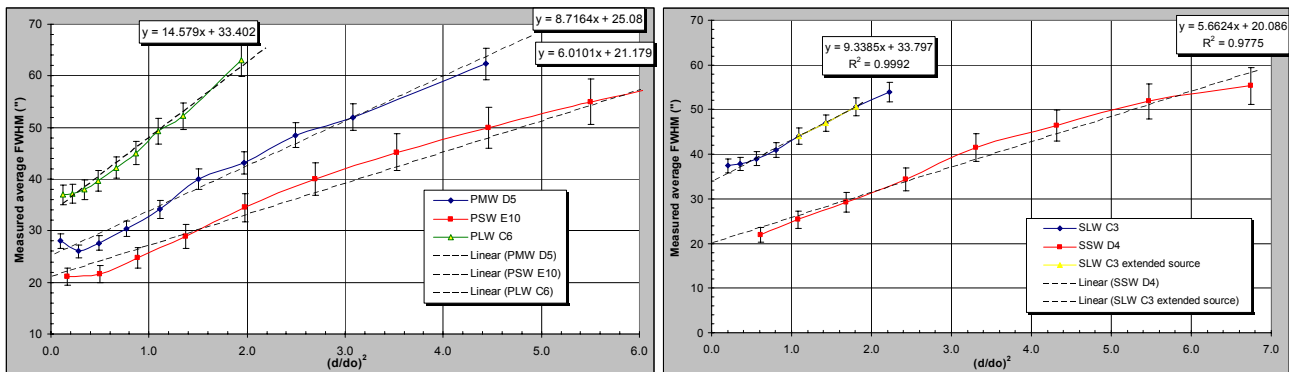 y = 14.579x + 33.402
y = 8.7164x + 25.08
y = 6.0101x + 21.179
70
60
50
40
30
20
10
Measured average FWHM (")
0.0 1.0 2.0 3.0 4.0 5.0 6.0
(d/do)²
PMW D5
PSW E10
PLW C6
Linear (PMW D5)
Linear (PSW E10)
Linear (PLW C6)
y = 5.6624x + 20.086
R² = 0.9775
y = 9.3385x + 33.797
R² = 0.9992
70
60
50
40
30
20
10
0
Measured average FWHM (")
0.0 1.0 2.0 3.0 4.0 5.0 6.0 7.0
(d/do)²
SLW C3
SSW D4
SLW C3 extended source
Linear (SSW D4)
Linear (SLW C3 extended source)